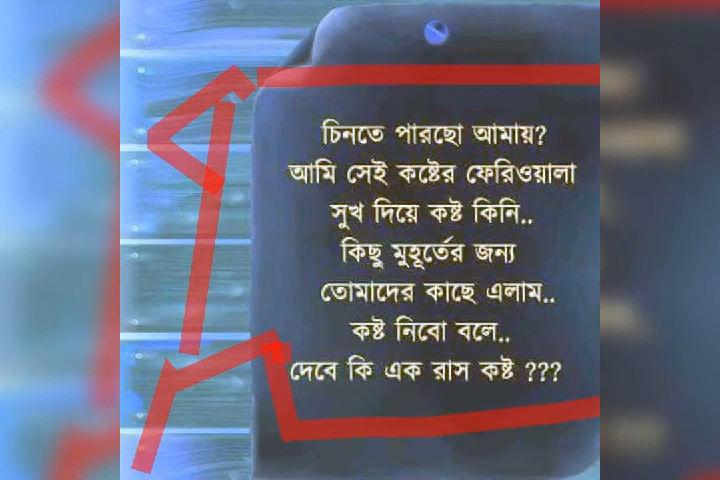 চিনতে পারছো আমায়?
আমি সেই কষ্টের ফেরিওয়ালা
সুখ দিয়ে কষ্ট কিনি..
কিছু মুহূর্তের জন্য
তোমাদের কাছে এলাম..
কষ্ট নিবো বলে..
দেবে কি এক রাস কষ্ট ???